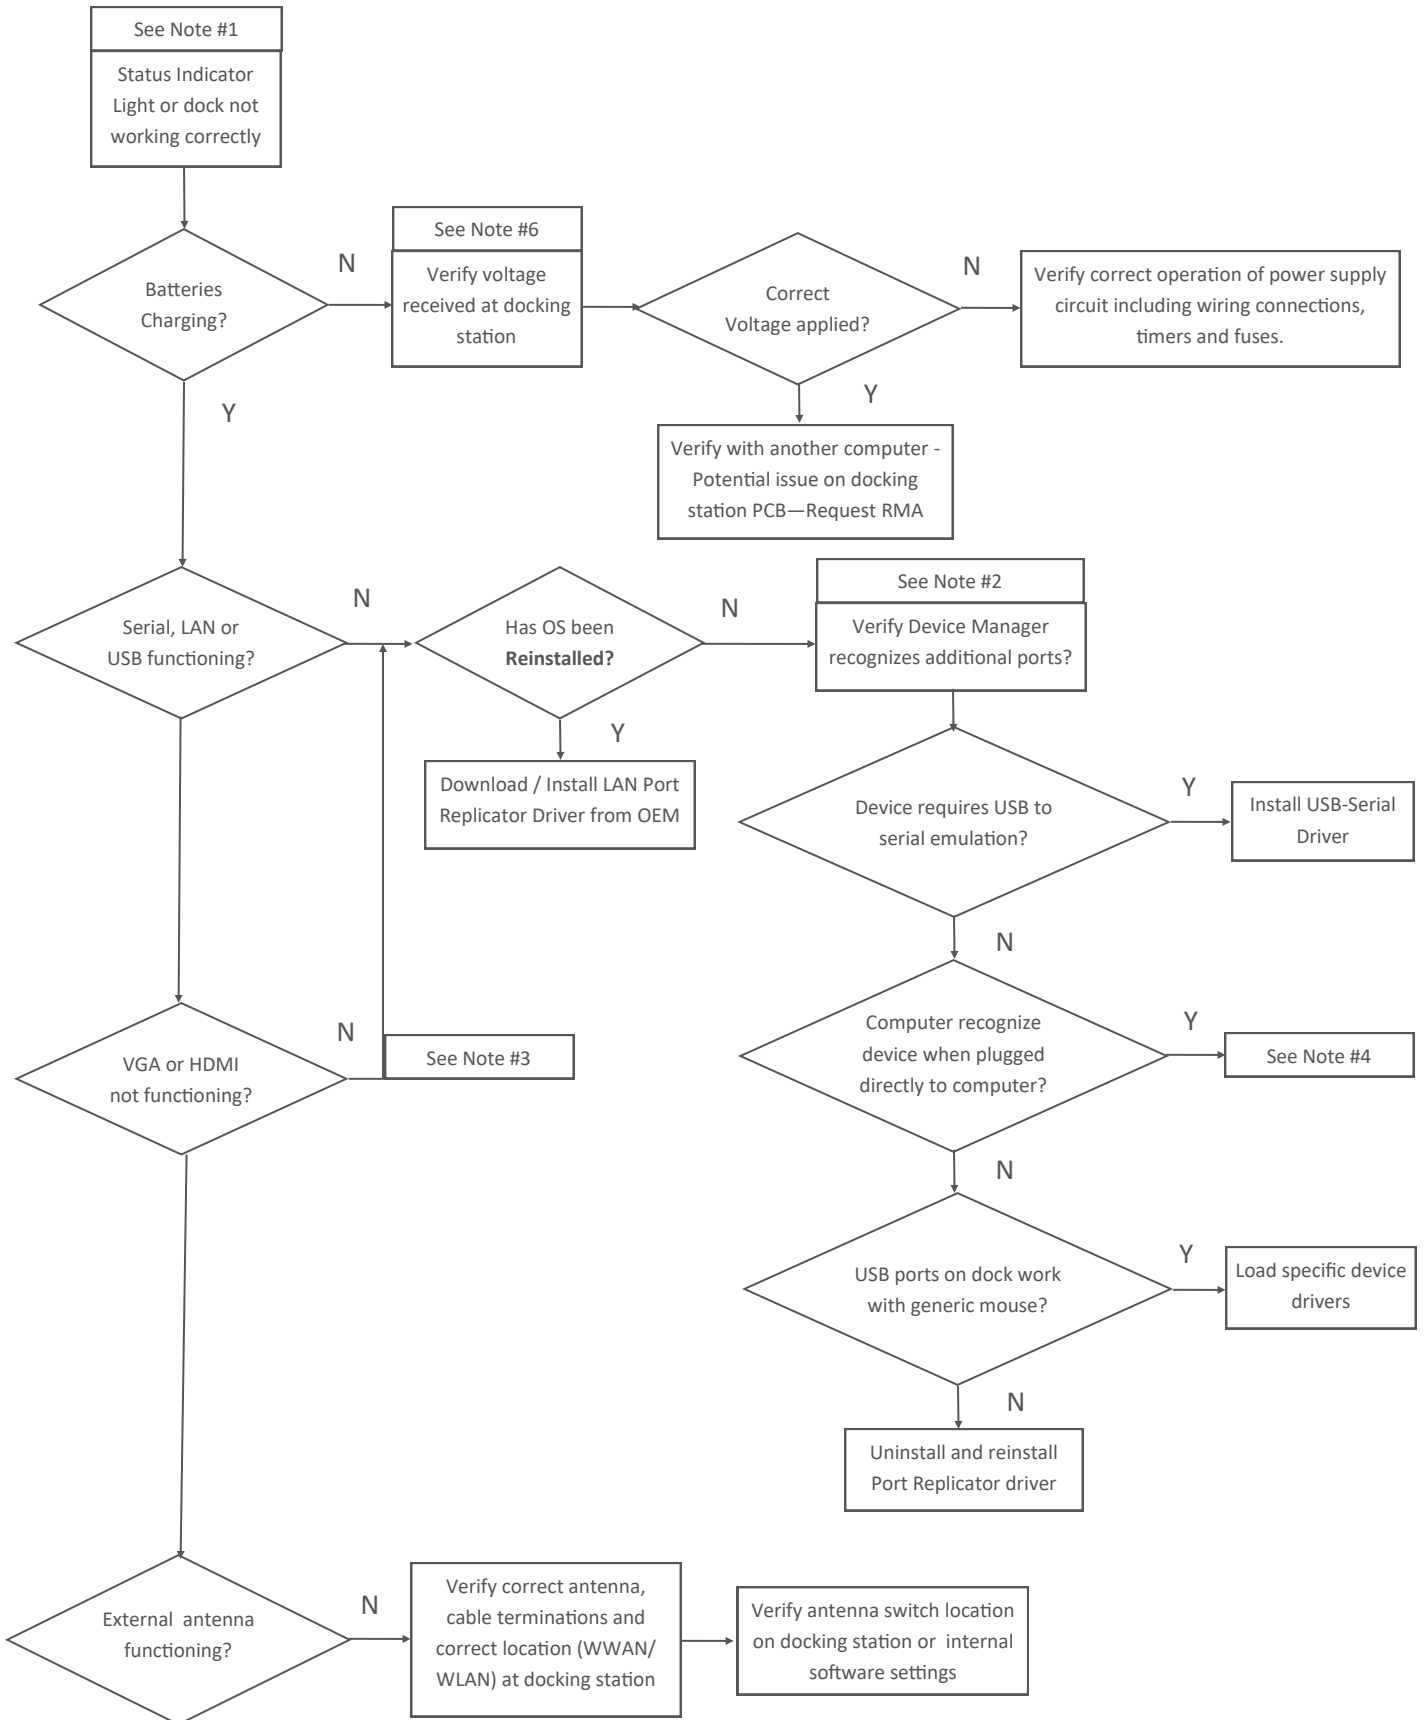 See Note #1
Status Indicator
Light or dock not
working correctly
Batteries
Charging?
N
See Note #6
Verify voltage
received at docking
station
Correct
Voltage applied?
N
Verify correct operation of power supply
circuit including wiring connections,
timers and fuses.
Y
Y
Verify with another computer -
Potential issue on docking
station PCB—Request RMA
Serial, LAN or
USB functioning?
N
Has OS been
Reinstalled?
N
See Note #2
Verify Device Manager
recognizes additional ports?
Y
Download / Install LAN Port
Replicator Driver from OEM
Device requires USB to
serial emulation?
Y
Install USB-Serial
Driver
N
VGA or HDMI
not functioning?
N
See Note #3
Computer recognize
device when plugged
directly to computer?
Y
See Note #4
N
USB ports on dock work
with generic mouse?
Y
Load specific device
drivers
N
Uninstall and reinstall
Port Replicator driver
External  antenna
functioning?
N
Verify correct antenna,
cable terminations and
correct location (WWAN/
WLAN) at docking station
Verify antenna switch location
on docking station or  internal
software settings